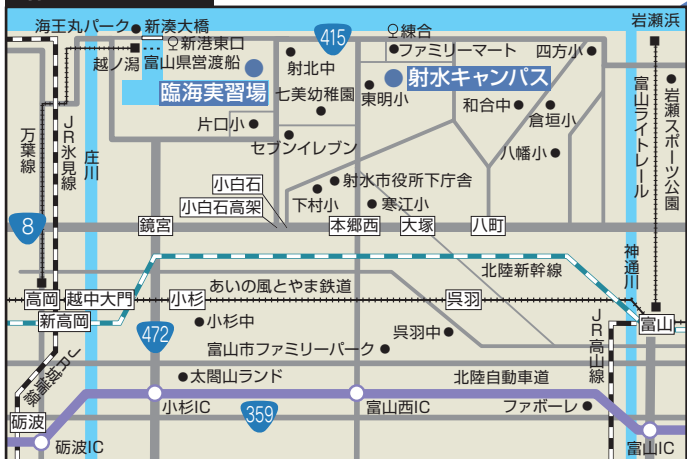 海王丸パーク
新湊大橋
岩瀬浜
415
新港東口
練合
越ノ潟
富山県営渡船
射北中
ファミリーマート
四方小
臨海実習場
七美幼稚園
射水キャンパス
東明小
和合中
岩瀬スポーツ公園
片口小
倉垣小
富山ライトレール
万葉線
JR氷見線
庄川
セブンイレブン
八幡小
小白石
射水市役所下庁舎
小白石高架
下村小
寒江小
8
鏡宮
本郷西
大塚
八町
神通川
北陸新幹線
あいの風とやま鉄道
高岡
越中大門
小杉
呉羽
新高岡
富山
小杉中
呉羽中
JR高山線
472
富山市ファミリーパーク
JR城端線
太閤山ランド
北陸自動車道
砺波
小杉IC
359
富山西IC
ファボーレ
砺波IC
富山IC